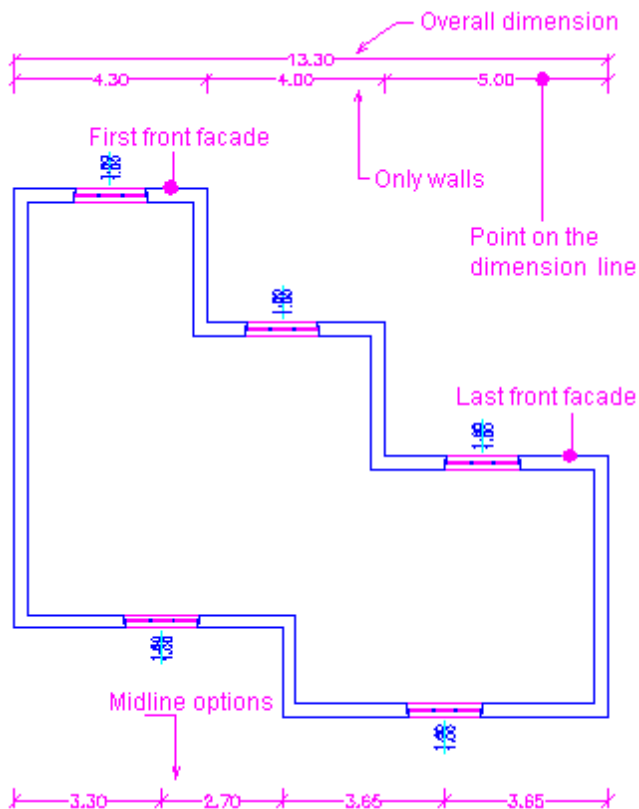 Overall dimension
13.30
4.30 4.00 5.00
First front facade
Only walls
Point on the
dimension line
Last front facade
Midline options
3.30 2.70 3.65 3.65